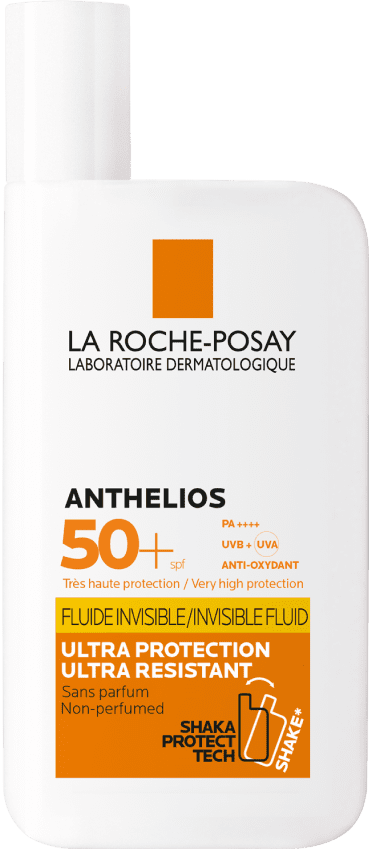 LA ROCHE-POSAY
LABORATOIRE DERMATOLOGIQUE
ANTHELIOS
50+ spf
PA ++++
UVB + UVA
ANTI-OXYDANT
Très haute protection / Very high protection
FLUIDE INVISIBLE/INVISIBLE FLUID
ULTRA PROTECTION
ULTRA RESISTANT
Sans parfum
Non-perfumed
SHAKA
PROTECT
TECH
SHAKE*